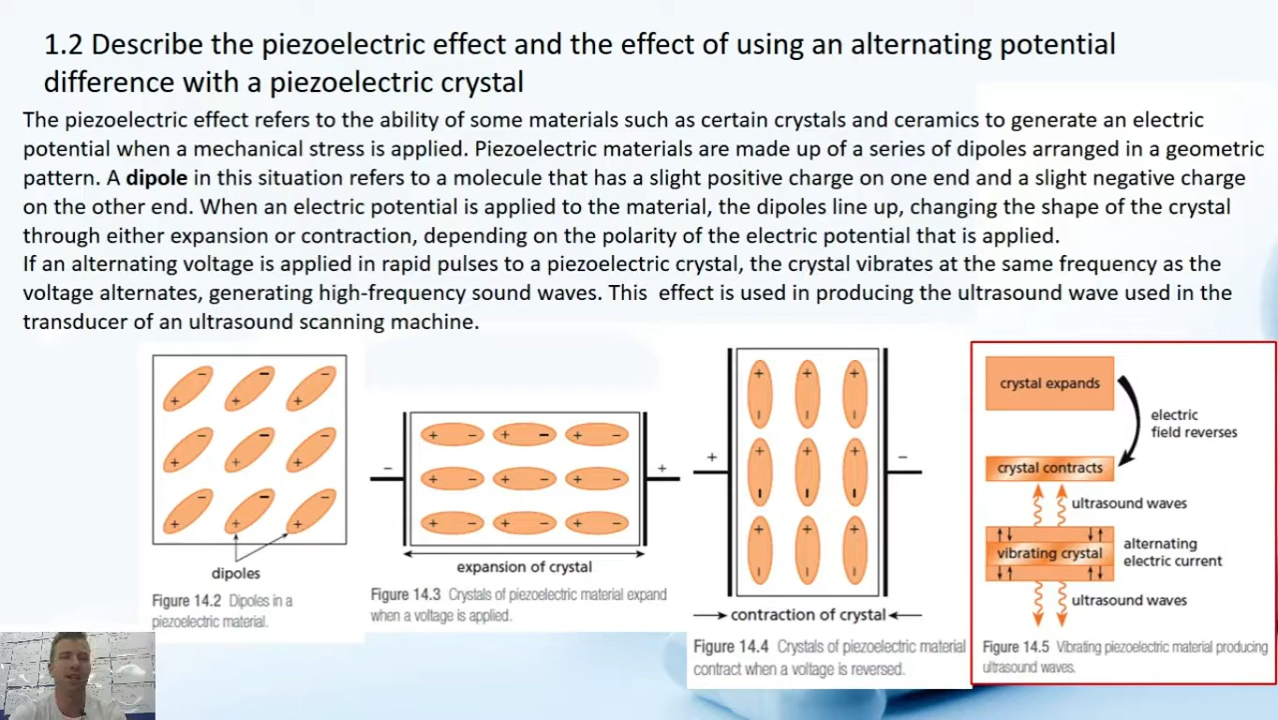 1.2 Describe the piezoelectric effect and the effect of using an alternating potential
difference with a piezoelectric crystal
The piezoelectric effect refers to the ability of some materials such as certain crystals and ceramics to generate an electric
potential when a mechanical stress is applied. Piezoelectric materials are made up of a series of dipoles arranged in a geometric
pattern. A dipole in this situation refers to a molecule that has a slight positive charge on one end and a slight negative charge
on the other end. When an electric potential is applied to the material, the dipoles line up, changing the shape of the crystal
through either expansion or contraction, depending on the polarity of the electric potential that is applied.
If an alternating voltage is applied in rapid pulses to a piezoelectric crystal, the crystal vibrates at the same frequency as the
voltage alternates, generating high-frequency sound waves. This effect is used in producing the ultrasound wave used in the
transducer of an ultrasound scanning machine.
dipoles
Figure 14.2 Dipoles in a
piezoelectric material.
− +
expansion of crystal
Figure 14.3 Crystals of piezoelectric material expand
when a voltage is applied.
+ −
contraction of crystal
Figure 14.4 Crystals of piezoelectric material
contract when a voltage is reversed.
crystal expands
electric
field reverses
crystal contracts
ultrasound waves
vibrating crystal
alternating
electric current
ultrasound waves
Figure 14.5 Vibrating piezoelectric material producing
ultrasound waves.